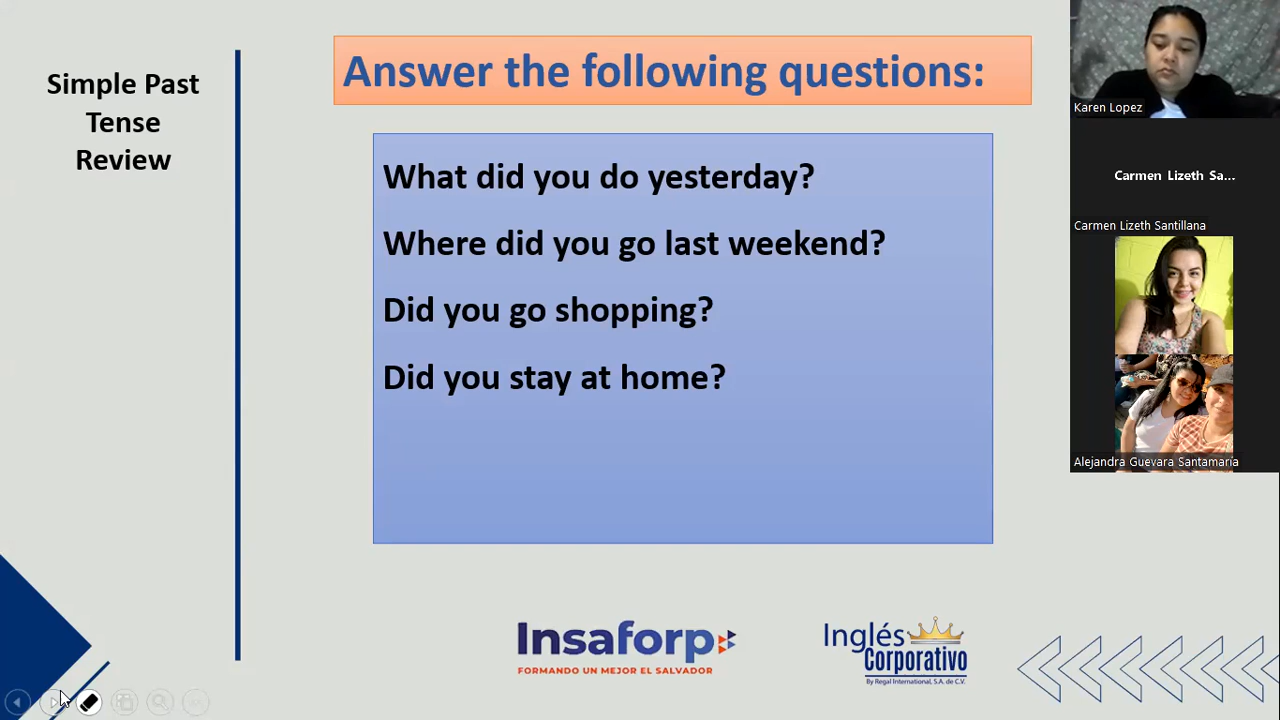 Simple Past
Tense
Review
Answer the following questions:
What did you do yesterday?
Where did you go last weekend?
Did you go shopping?
Did you stay at home?
Insaforp
FORMANDO UN MEJOR EL SALVADOR
Inglés
Corporativo
By Regal International, S.A. de C.V.
Karen Lopez
Carmen Lizeth Sa...
Carmen Lizeth Santillana
Alejandra Guevara Santamaría